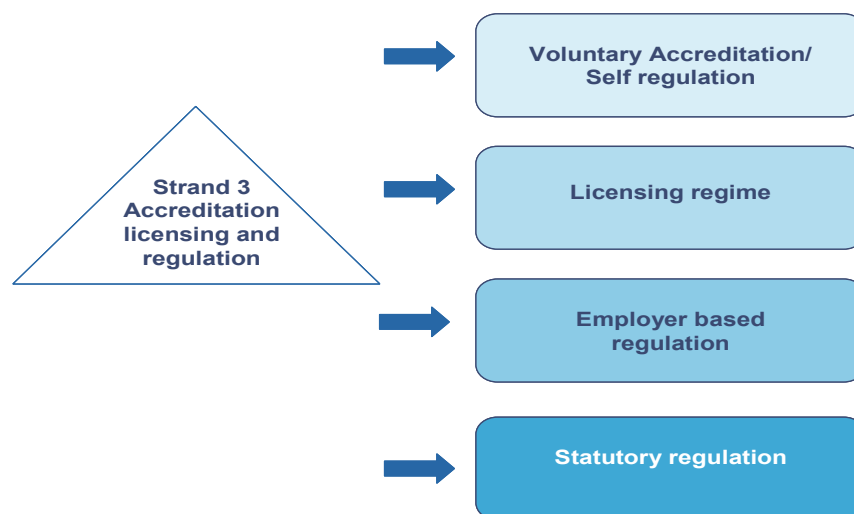 Strand 3
Accreditation
licensing and
regulation
Voluntary Accreditation/
Self regulation
Licensing regime
Employer based
regulation
Statutory regulation